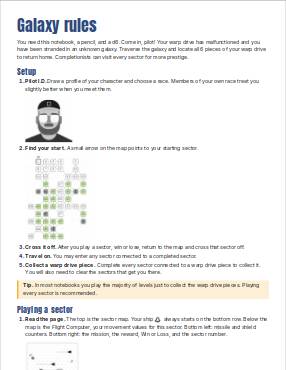 Galaxy rules
You need this notebook, a pencil, and a d6. Come in, pilot! Your warp drive has malfunctioned and you
have been stranded in an unknown galaxy. Traverse the galaxy and locate all 6 pieces of your warp drive
to return home. Completionists can visit every sector for more prestige.
Setup
1. Pilot I.D. Draw a profile of your character and choose a race. Members of your own race treat you
slightly better when you meet them.
2. Find your start. A small arrow on the map points to your starting sector.
3. Cross it off. After you play a sector, win or lose, return to the map and cross that sector off.
4. Travel on. You may enter any sector connected to a completed sector.
5. Collect a warp drive piece. Complete every sector connected to a warp drive piece to collect it.
You will also need to clear the sectors that get you there.
Tip. In most notebooks you play the majority of levels just to collect the warp drive pieces. Playing
every sector is recommended.
Playing a sector
1. Read the page. The top is the sector map. Your ship always starts on the bottom row. Below the
map is the Flight Computer, your movement values for this sector. Bottom left: missile and shield
counters. Bottom right: the mission, the reward, Win or Loss, and the sector number.